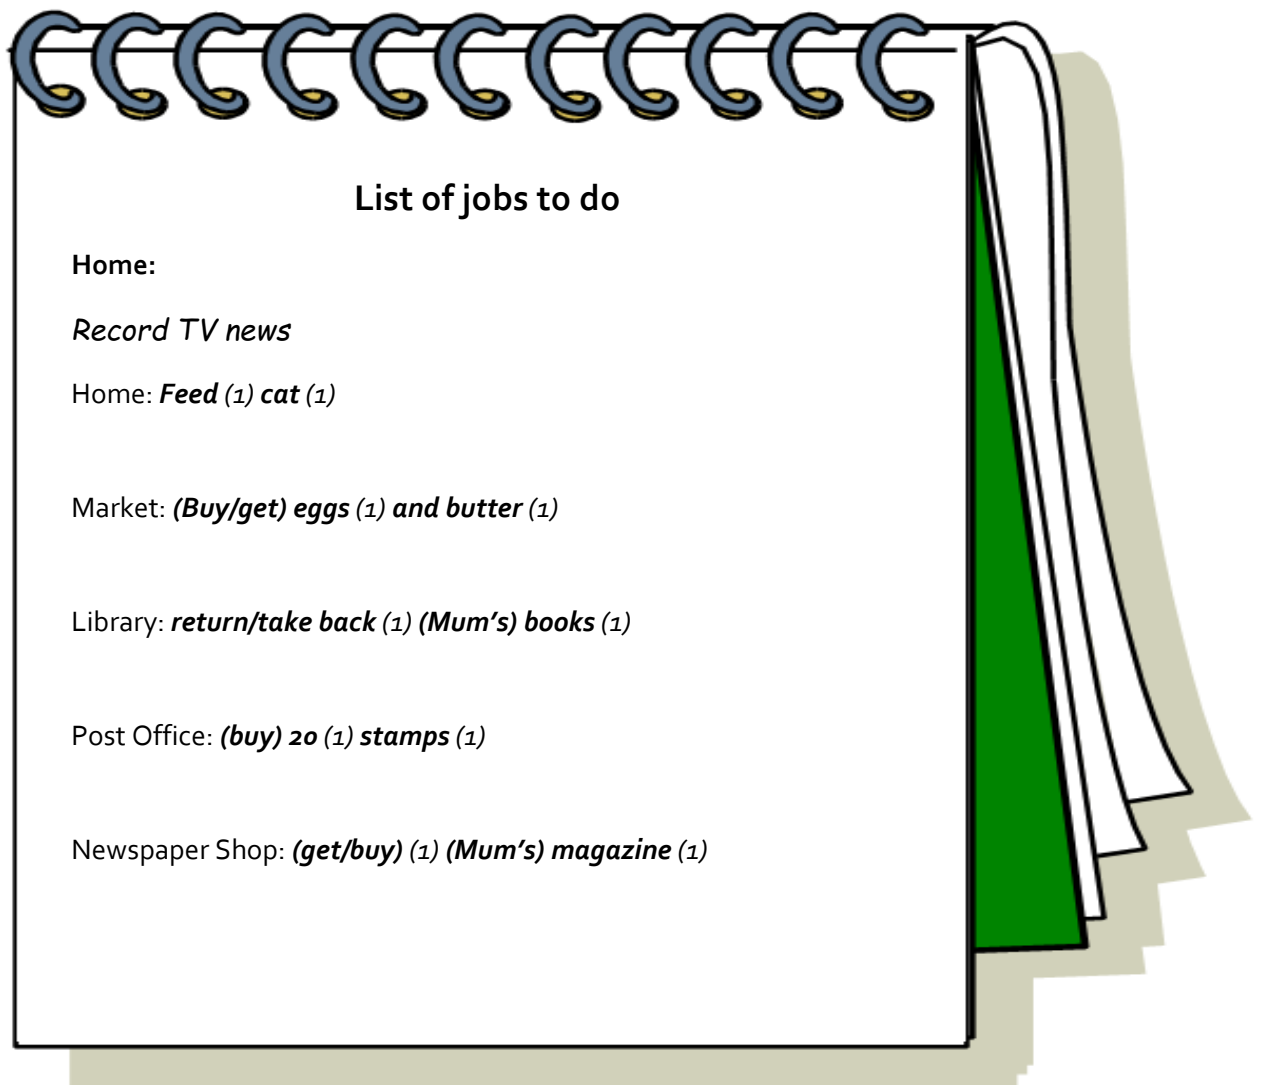 List of jobs to do
Home:
Record TV news
Home: Feed (1) cat (1)
Market: (Buy/get) eggs (1) and butter (1)
Library: return/take back (1) (Mum’s) books (1)
Post Office: (buy) 20 (1) stamps (1)
Newspaper Shop: (get/buy) (1) (Mum’s) magazine (1)